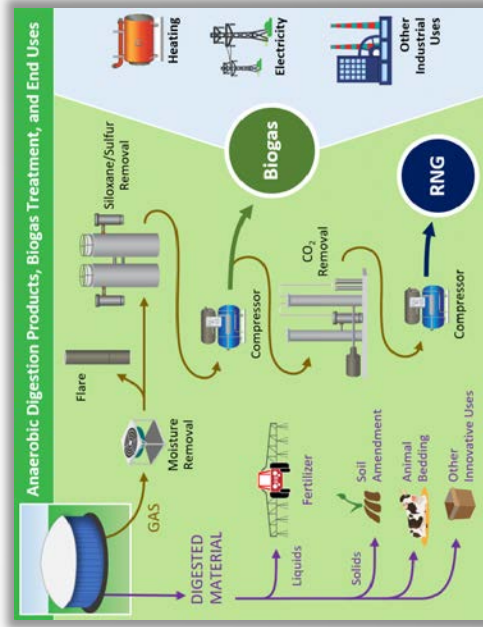 Anaerobic Digestion Products, Biogas Treatment, and End Uses
GAS
Moisture
Removal
Flare
Siloxane/Sulfur
Removal
Compressor
Biogas
CO₂
Removal
Compressor
RNG
Heating
Electricity
Other
Industrial Uses
DIGESTED
MATERIAL
Liquids
Fertilizer
Solids
Soil
Amendment
Animal
Bedding
Other
Innovative Uses